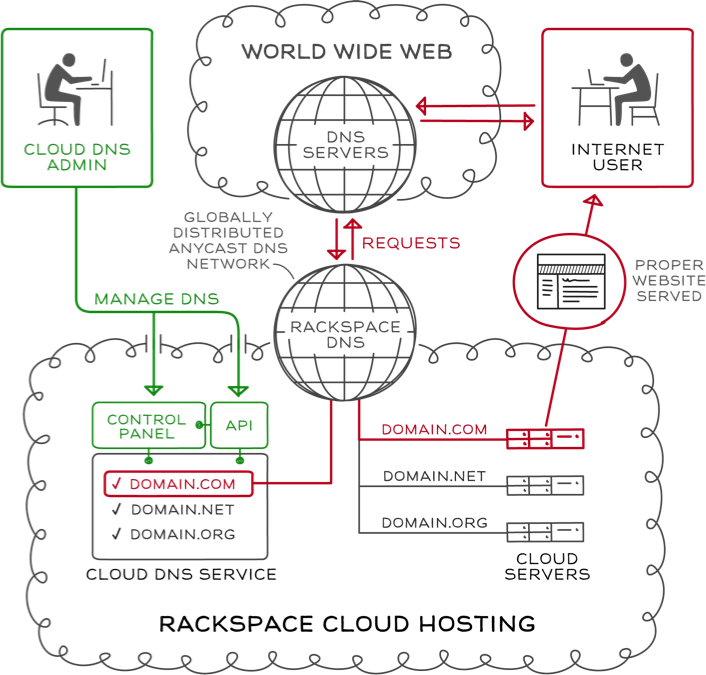 WORLD WIDE WEB
CLOUD DNS
ADMIN
DNS
SERVERS
INTERNET
USER
GLOBALLY
DISTRIBUTED
ANYCAST DNS
NETWORK
REQUESTS
PROPER
WEBSITE
SERVED
MANAGE DNS
RACKSPACE
DNS
CONTROL
PANEL
API
✓ DOMAIN.COM
✓ DOMAIN.NET
✓ DOMAIN.ORG
CLOUD DNS SERVICE
DOMAIN.COM
DOMAIN.NET
DOMAIN.ORG
CLOUD
SERVERS
RACKSPACE CLOUD HOSTING